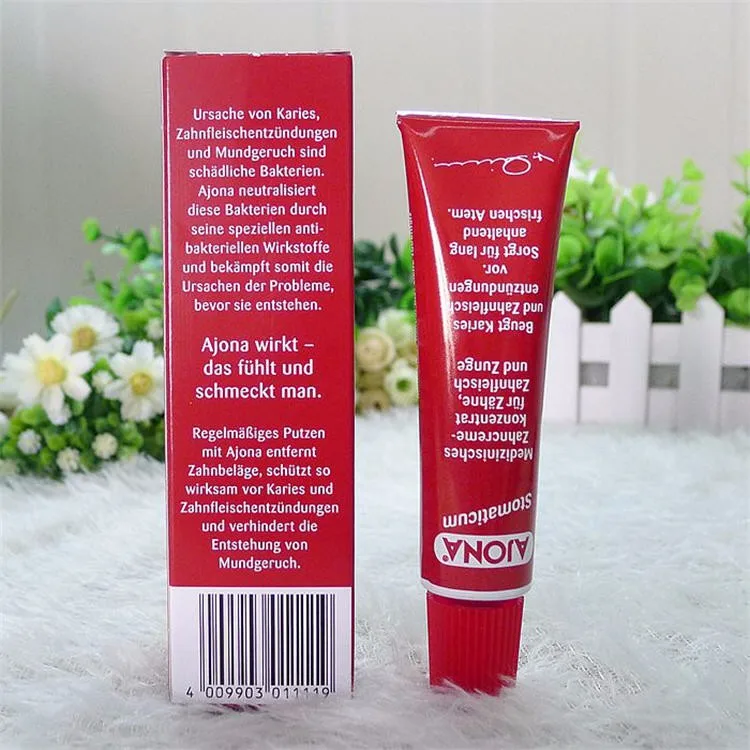 Ursache von Karies,
Zahnfleischentzündungen
und Mundgeruch sind
schädliche Bakterien.
Ajona neutralisiert
diese Bakterien durch
seine speziellen anti-
bakteriellen Wirkstoffe
und bekämpft somit die
Ursachen der Probleme,
bevor sie entstehen.
Ajona wirkt –
das fühlt und
schmeckt man.
Regelmäßiges Putzen
mit Ajona entfernt
Zahnbeläge, schützt so
wirksam vor Karies und
Zahnfleischentzündungen
und verhindert die
Entstehung von
Mundgeruch.
4 009903 011119
AJONA®
Stomaticum
Medizinisches
Zahncreme-
Konzentrat
für Zähne,
Zahnfleisch
und Zunge
Beugt Karies
und Zahnfleisch-
entzündungen
vor.
Sorgt für lang
anhaltend
frischen Atem.